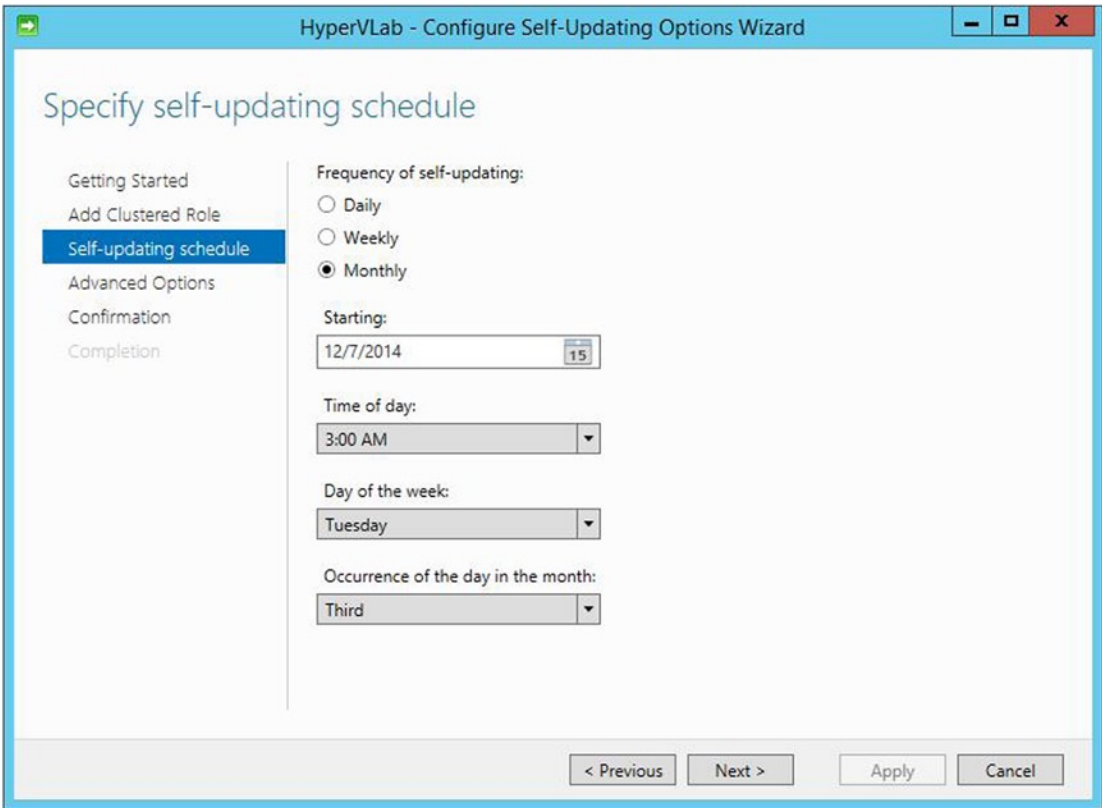 HyperVLab - Configure Self-Updating Options Wizard
Specify self-updating schedule
Getting Started
Add Clustered Role
Self-updating schedule
Advanced Options
Confirmation
Completion
Frequency of self-updating:
Daily
Weekly
Monthly
Starting:
12/7/2014
15
Time of day:
3:00 AM
Day of the week:
Tuesday
Occurrence of the day in the month:
Third
< Previous
Next >
Apply
Cancel